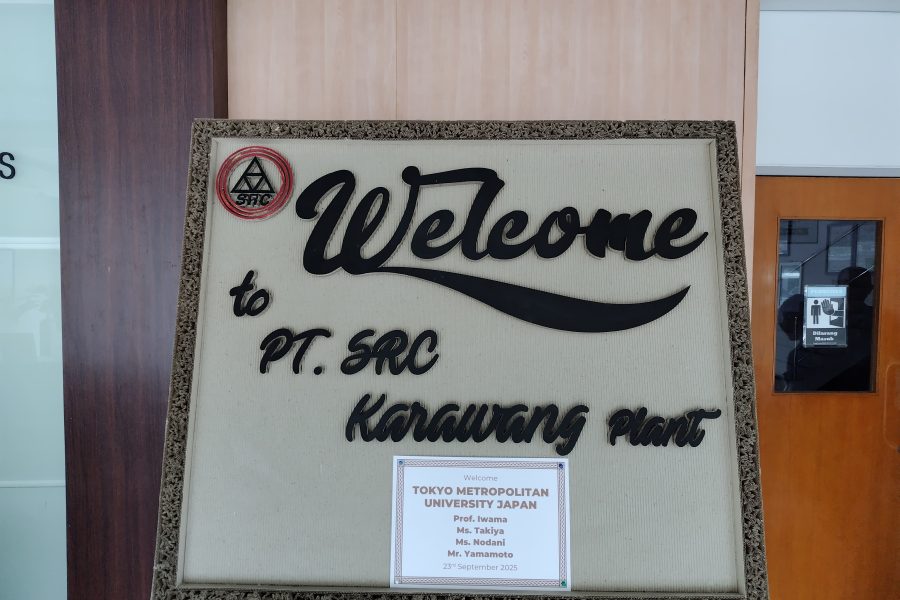 S
SRC
Welcome
to
PT. SRC
Karawang Plant
Welcome
TOKYO METROPOLITAN
UNIVERSITY JAPAN
Prof. Iwama
Ms. Takiya
Ms. Nodani
Mr. Yamamoto
23rd September 2025
Dilarang
Masuk